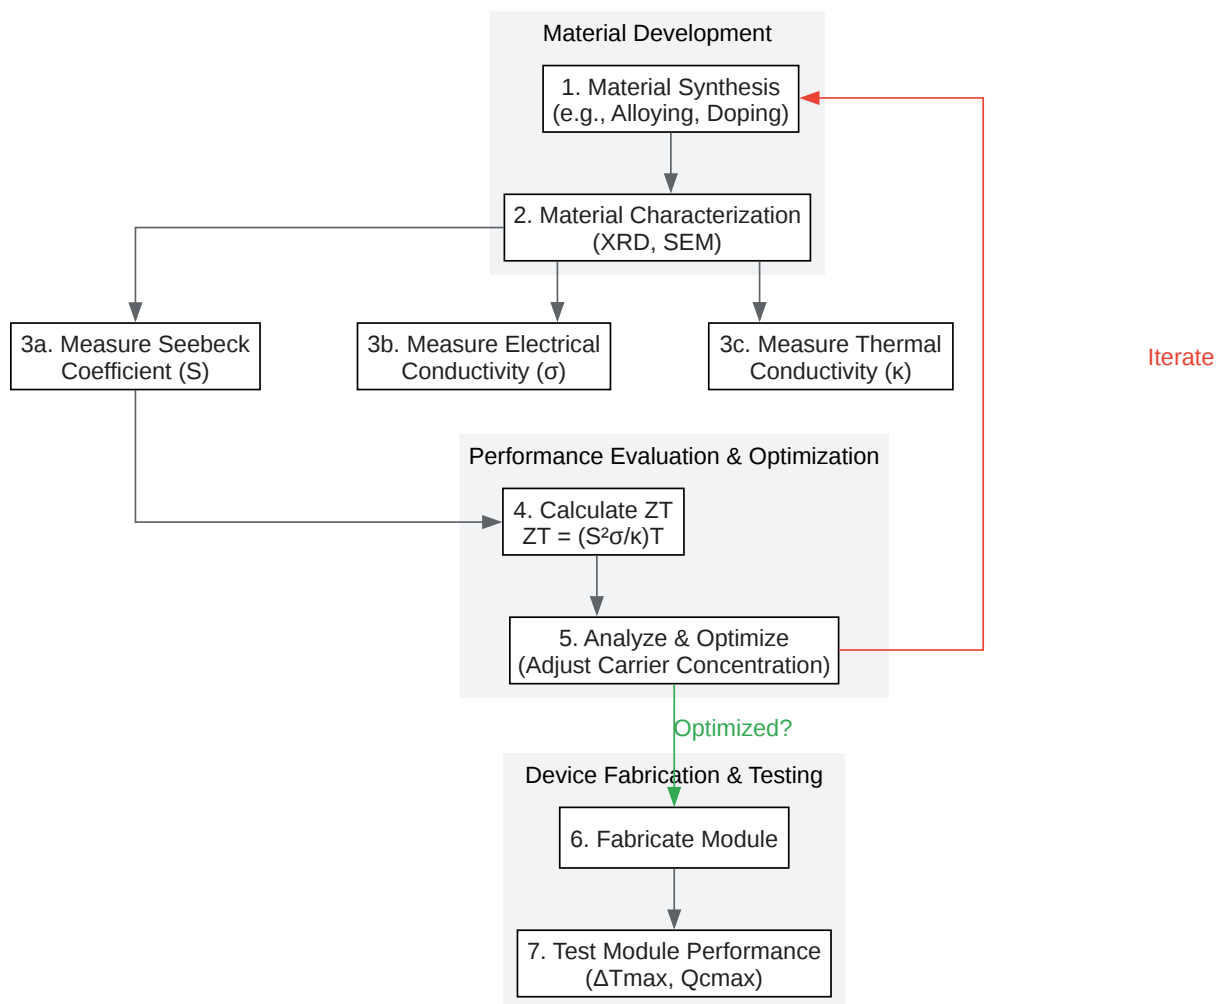 Material Development
1. Material Synthesis
(e.g., Alloying, Doping)
2. Material Characterization
(XRD, SEM)
3a. Measure Seebeck
Coefficient (S)
3b. Measure Electrical
Conductivity (σ)
3c. Measure Thermal
Conductivity (κ)
Iterate
Performance Evaluation & Optimization
4. Calculate ZT
ZT = (S²σ/κ)T
5. Analyze & Optimize
(Adjust Carrier Concentration)
Optimized?
Device Fabrication & Testing
6. Fabricate Module
7. Test Module Performance
(ΔTmax, Qcmax)